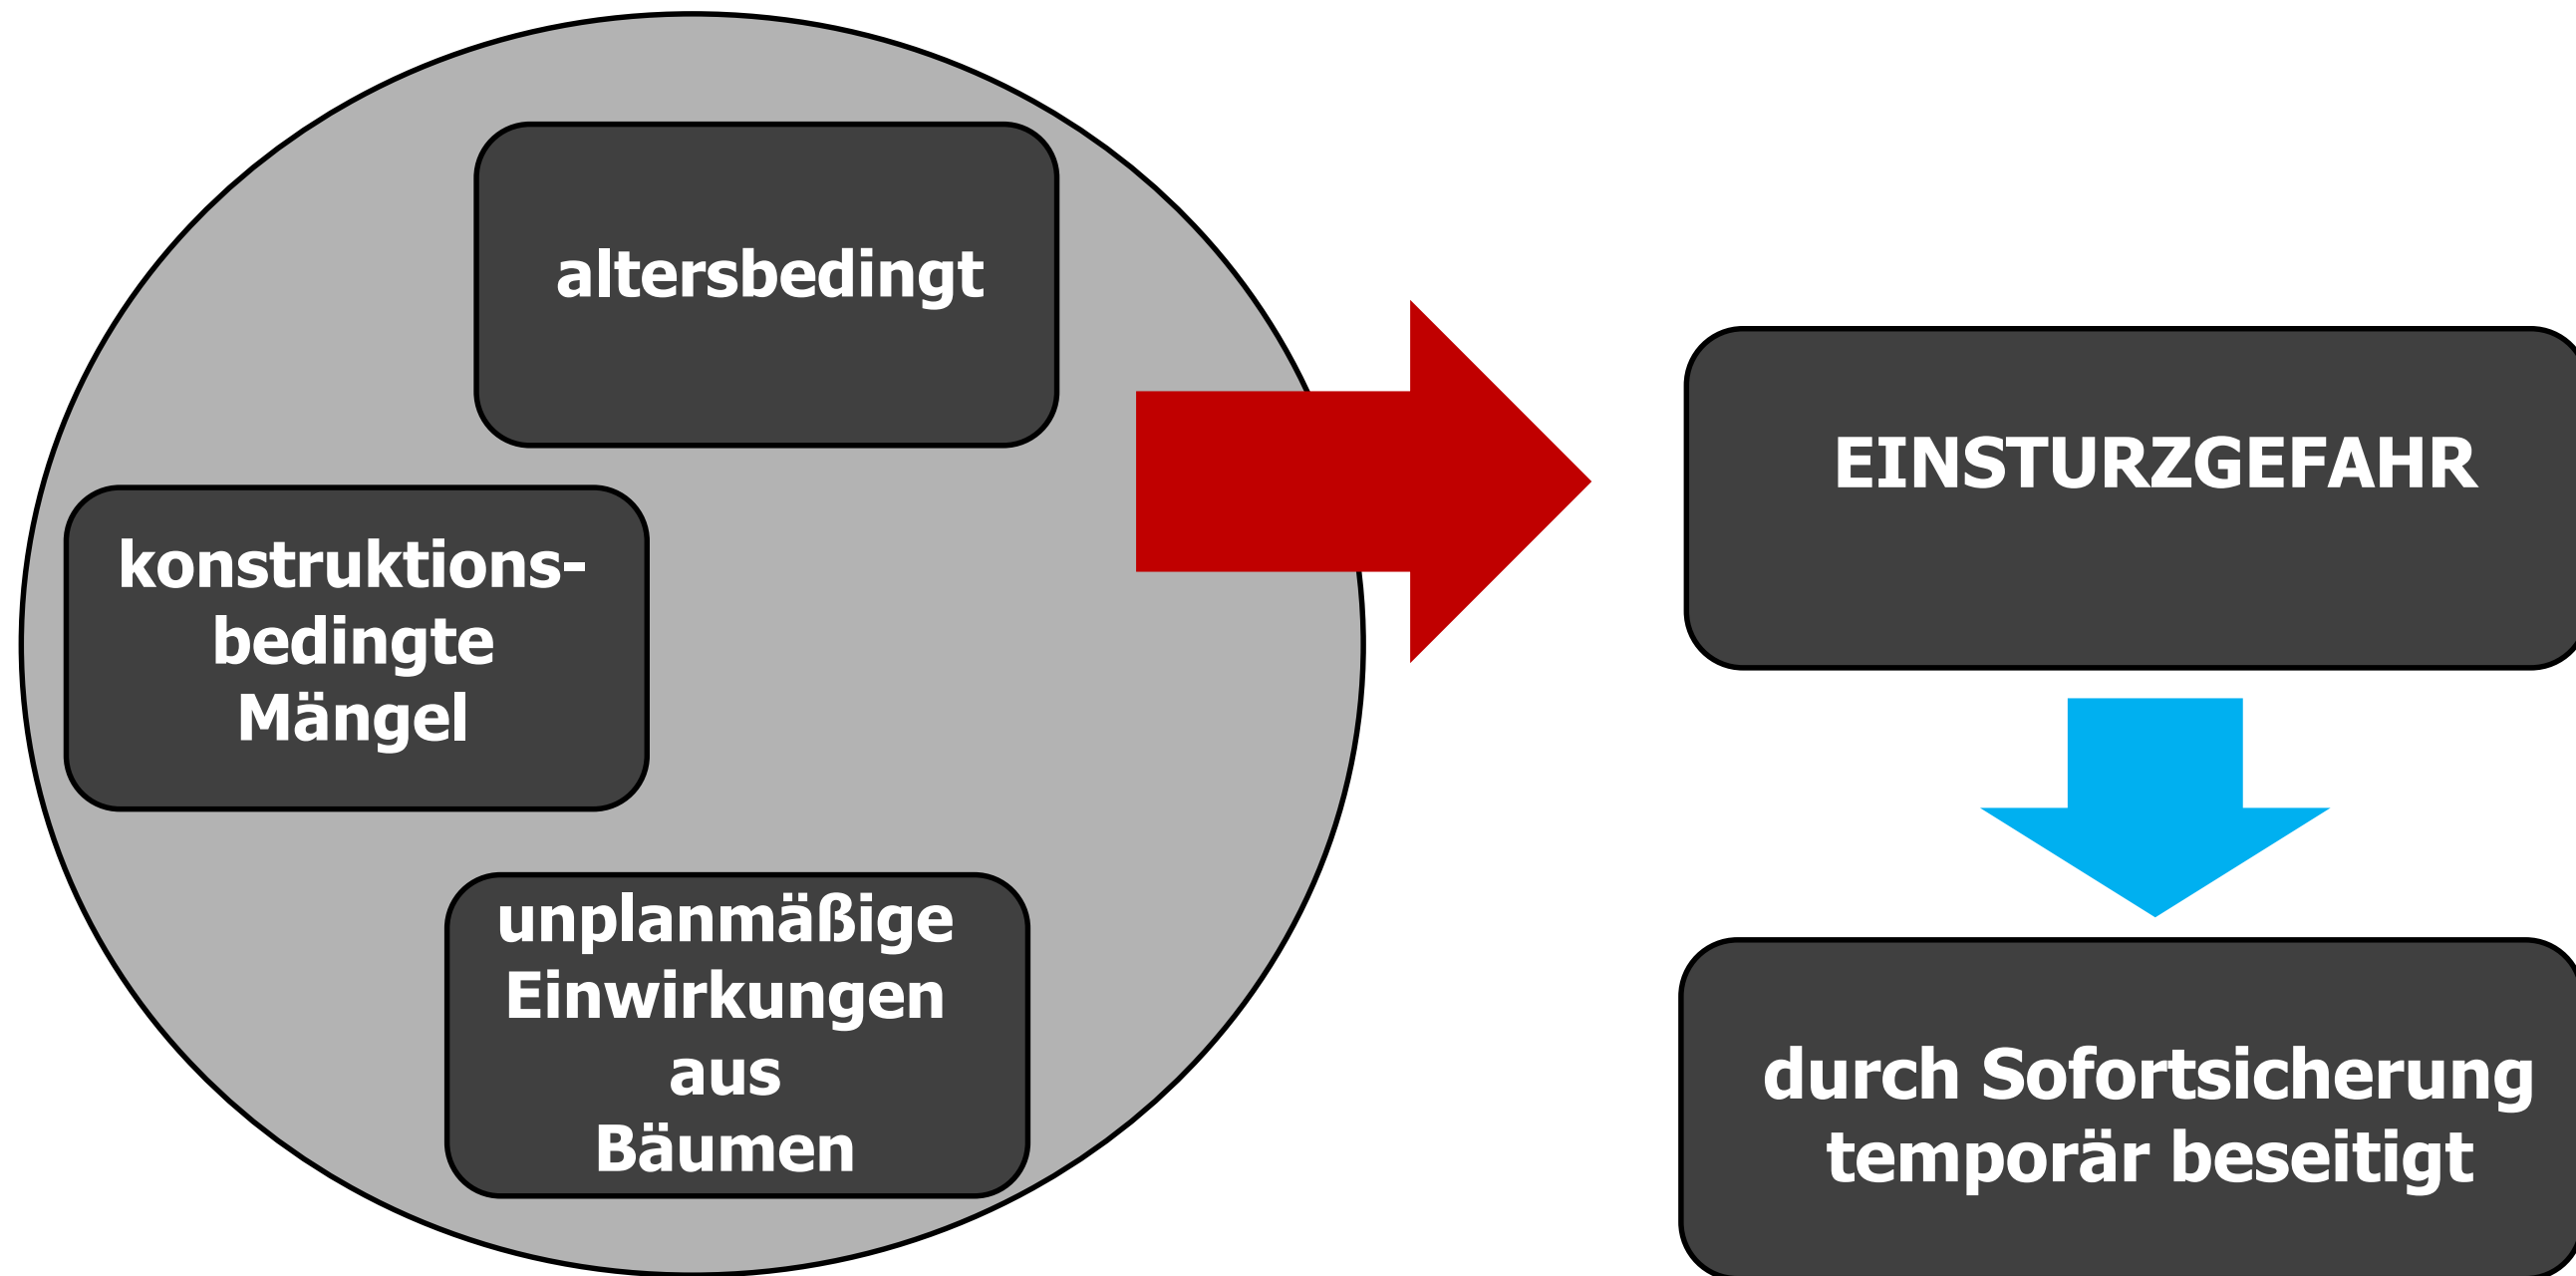 altersbedingt
konstruktions-
bedingte
Mängel
unplanmäßige
Einwirkungen
aus
Bäumen
EINSTURZGEFAHR
durch Sofortsicherung
temporär beseitigt